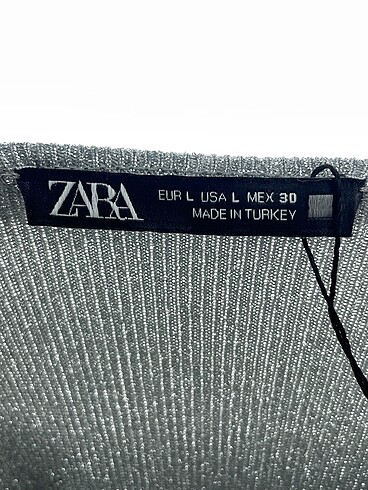 ZARA
EUR L USA L MEX 30
MADE IN TURKEY